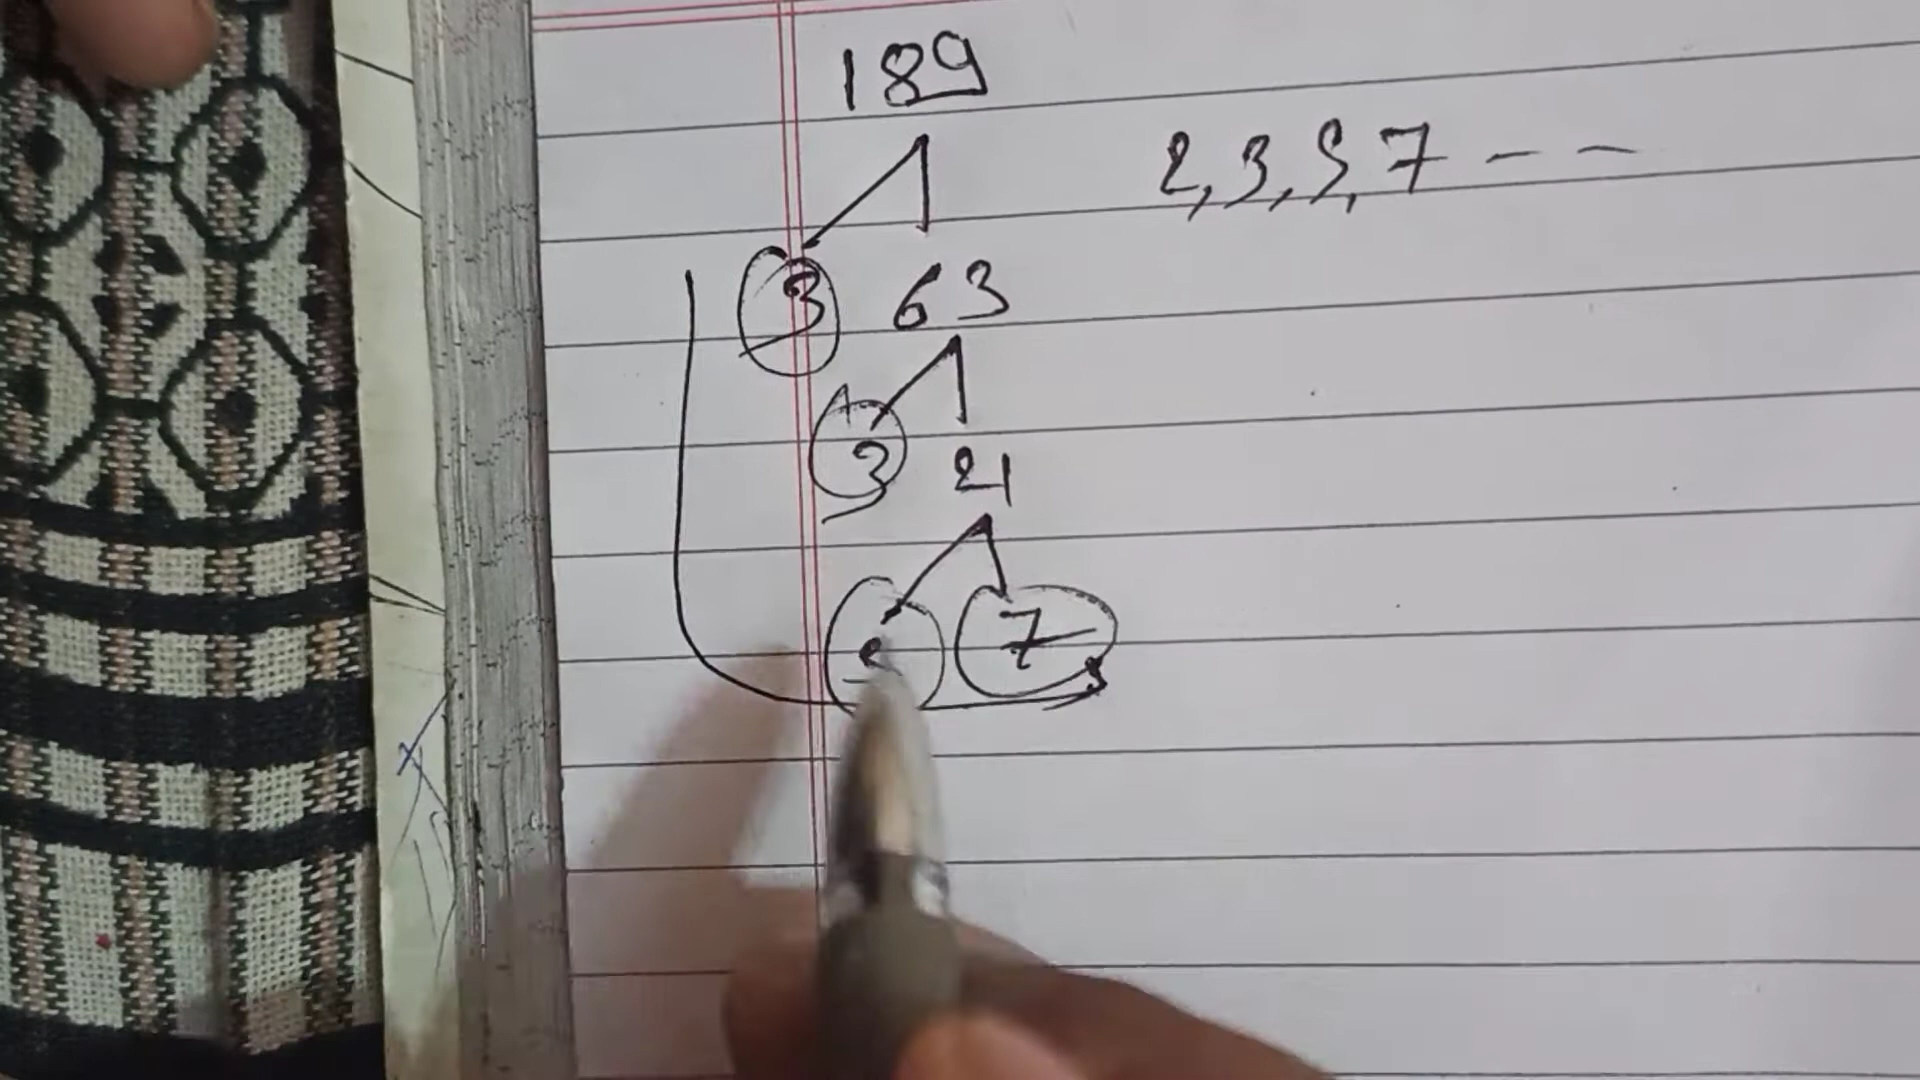 189
2, 3, 5, 7 - -
3 63
3 21
7